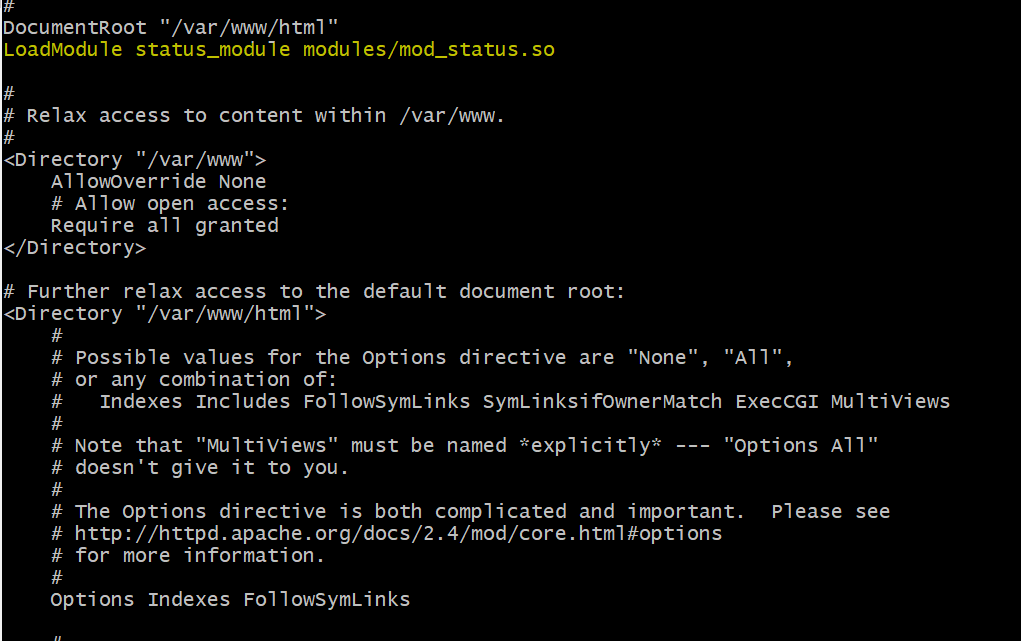 #
DocumentRoot "/var/www/html"
LoadModule status_module modules/mod_status.so
#
# Relax access to content within /var/www.
#
<Directory "/var/www">
    AllowOverride None
    # Allow open access:
    Require all granted
</Directory>
# Further relax access to the default document root:
<Directory "/var/www/html">
    #
    # Possible values for the Options directive are "None", "All",
    # or any combination of:
    #   Indexes Includes FollowSymLinks SymLinksifOwnerMatch ExecCGI MultiViews
    #
    # Note that "MultiViews" must be named *explicitly* --- "Options All"
    # doesn't give it to you.
    #
    # The Options directive is both complicated and important.  Please see
    # http://httpd.apache.org/docs/2.4/mod/core.html#options
    # for more information.
    #
    Options Indexes FollowSymLinks
    #